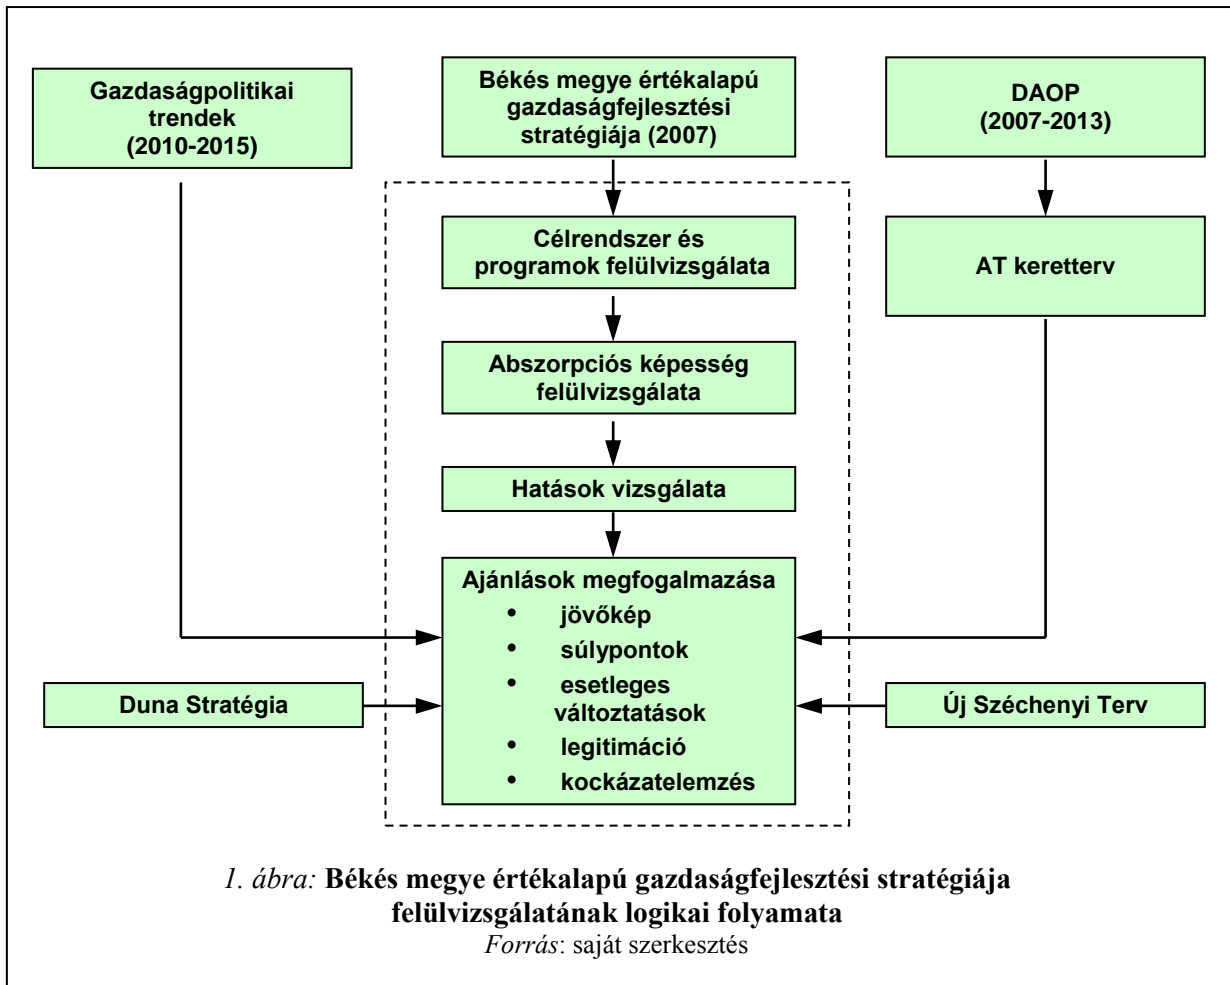 Gazdaságpolitikai
trendek
(2010-2015)
Békés megye értékalapú
gazdaságfejlesztési
stratégiája (2007)
DAOP
(2007-2013)
Célrendszer és
programok felülvizsgálata
AT keretterv
Abszorpciós képesség
felülvizsgálata
Hatások vizsgálata
Ajánlások megfogalmazása
• jövőkép
• súlypontok
• esetleges
változtatások
• legitimáció
• kockázatelemzés
Duna Stratégia
Új Széchenyi Terv
1. ábra: Békés megye értékalapú gazdaságfejlesztési stratégiája
felülvizsgálatának logikai folyamata
Forrás: saját szerkesztés